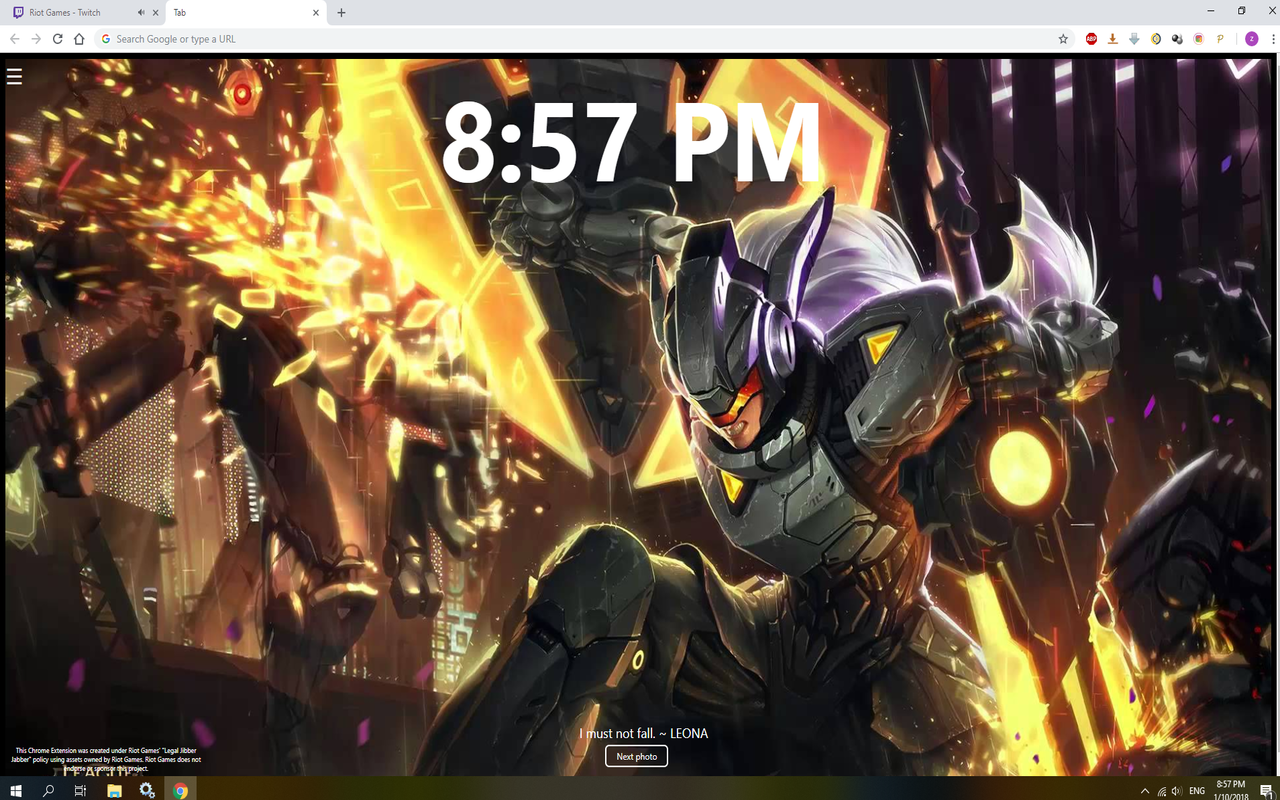 Riot Games - Twitch
Tab
Search Google or type a URL
ABP
P
z
8:57 PM
I must not fall. ~ LEONA
Next photo
This Chrome Extension was created under Riot Games' "Legal Jibber
Jabber" policy using assets owned by Riot Games. Riot Games does not
endorse or sponsor this project.
LEAGUE
ENG
8:57 PM
1/10/2018
1